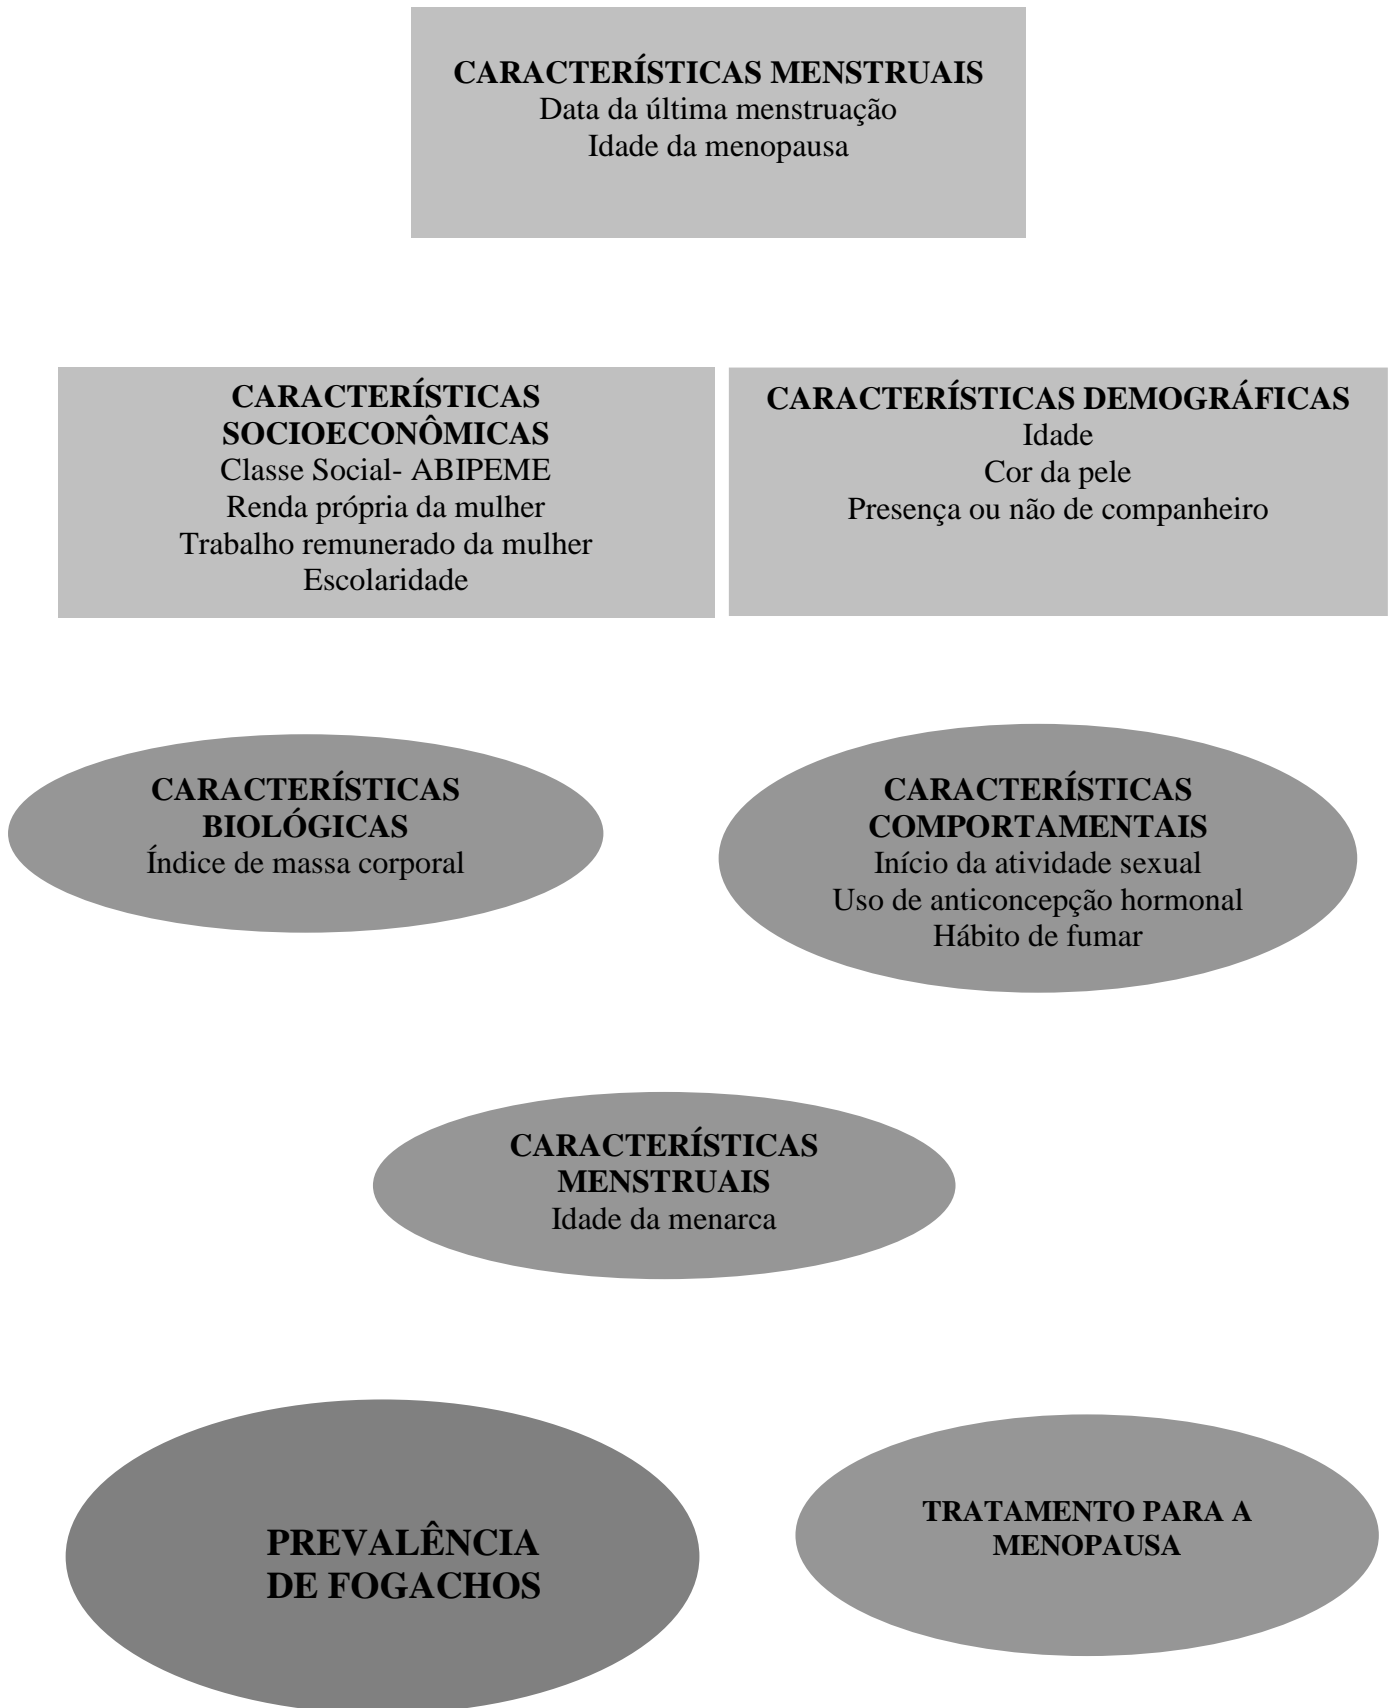 CARACTERÍSTICAS MENSTRUAIS
Data da última menstruação
Idade da menopausa
CARACTERÍSTICAS
SOCIOECONÔMICAS
Classe Social- ABIPEME
Renda própria da mulher
Trabalho remunerado da mulher
Escolaridade
CARACTERÍSTICAS DEMOGRÁFICAS
Idade
Cor da pele
Presença ou não de companheiro
CARACTERÍSTICAS
BIOLÓGICAS
Índice de massa corporal
CARACTERÍSTICAS
COMPORTAMENTAIS
Início da atividade sexual
Uso de anticoncepção hormonal
Hábito de fumar
CARACTERÍSTICAS
MENSTRUAIS
Idade da menarca
PREVALÊNCIA
DE FOGACHOS
TRATAMENTO PARA A
MENOPAUSA